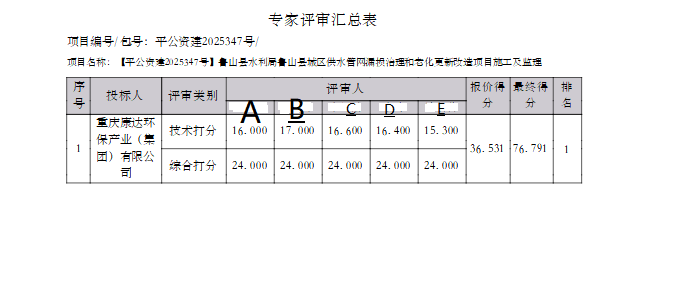 专家评审汇总表
项目编号/包号：平公资建2025347号/
项目名称：【平公资建2025347号】鲁山县水利局鲁山县城区供水管网漏损治理和老化更新改造项目施工及监理
序号 投标人 评审类别 评审人 报价得分 最终得分 排名
A B C D E
1 重庆康达环保产业（集团）有限公司 技术打分 16.000 17.000 16.600 16.400 15.300 36.531 76.791 1
综合打分 24.000 24.000 24.000 24.000 24.000